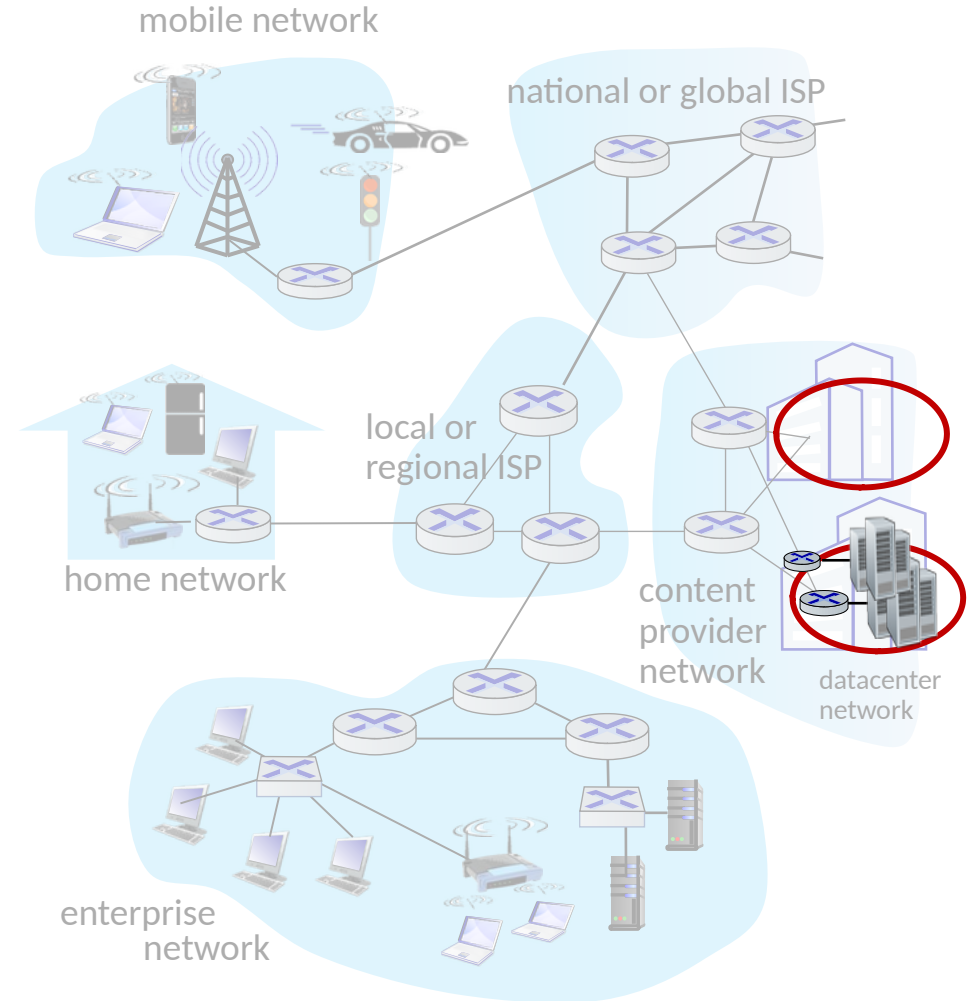 mobile network
national or global ISP
local or
regional ISP
home network
content
provider
network
datacenter
network
enterprise
network